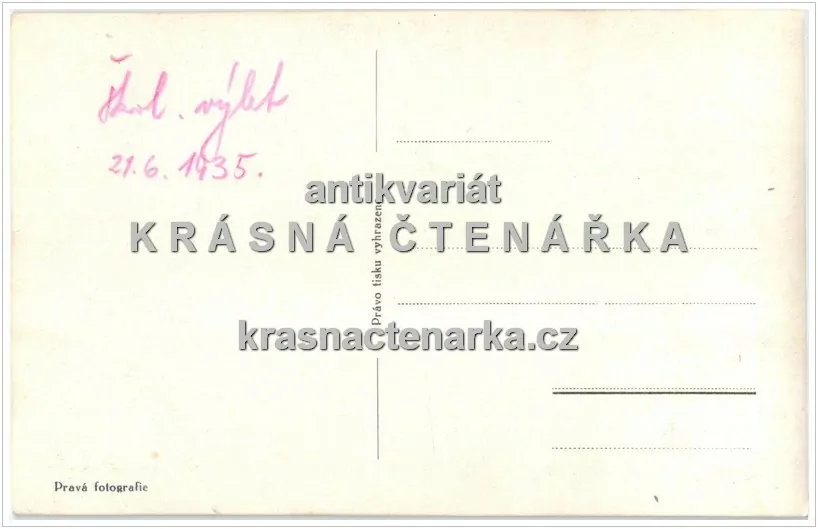 Škol. výlet
21.6.1935.
antikvariát
KRÁSNÁ ČTENÁŘKA
Právo tisku vyhrazeno
krasnactenarka.cz
Pravá fotografie